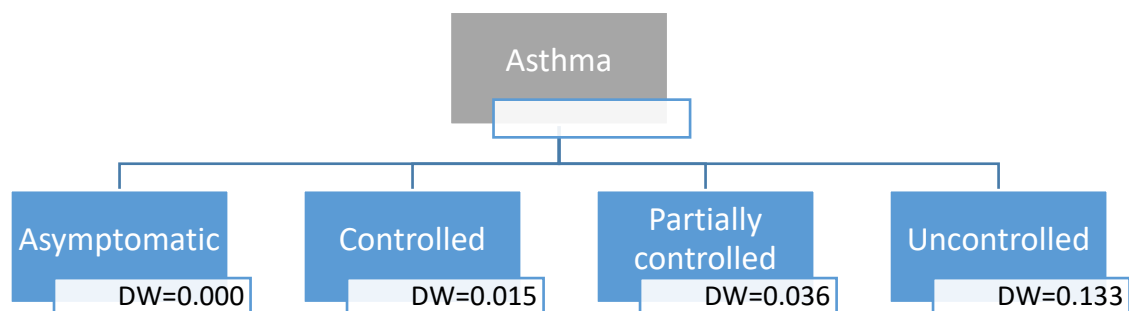 Asthma
Asymptomatic
DW=0.000
Controlled
DW=0.015
Partially
controlled
DW=0.036
Uncontrolled
DW=0.133